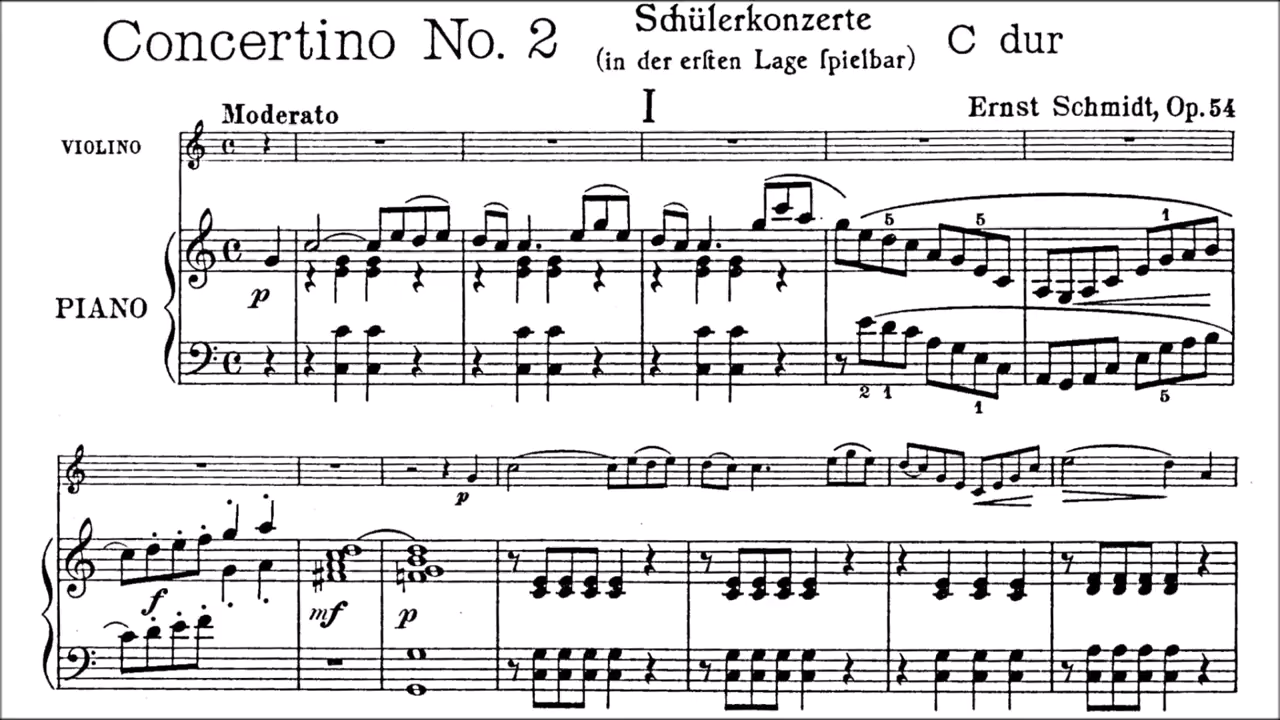 Concertino No. 2
Schülerkonzerte
(in der erſten Lage ſpielbar)
C dur
I
Moderato
Ernst Schmidt, Op. 54
VIOLINO
5
5
1
p
PIANO
2 1
1
5
p
f
mf
p